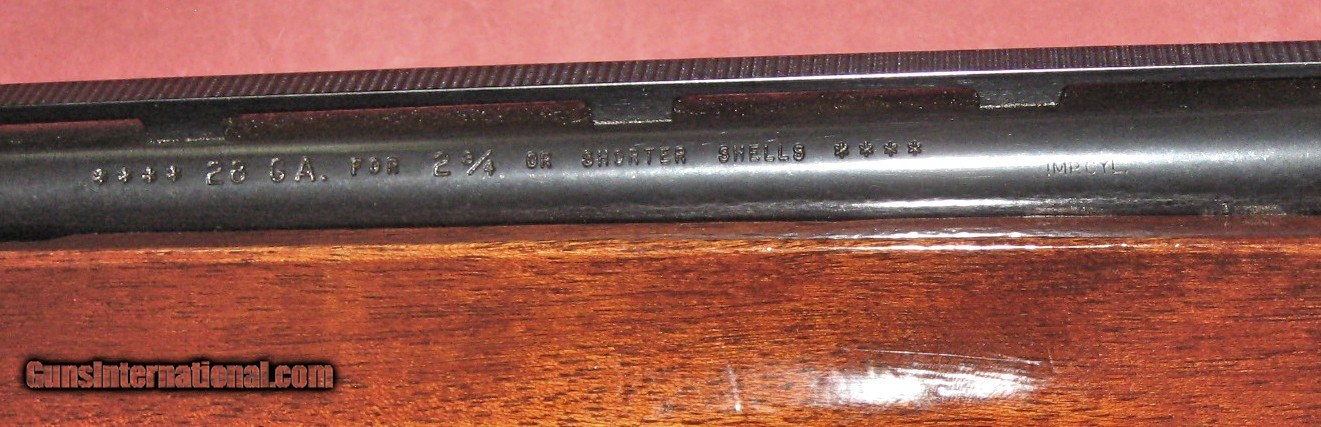 **** 28 GA. FOR 2 3/4 OR SHORTER SHELLS ****
IMP.CYL.
GunsInternational.com